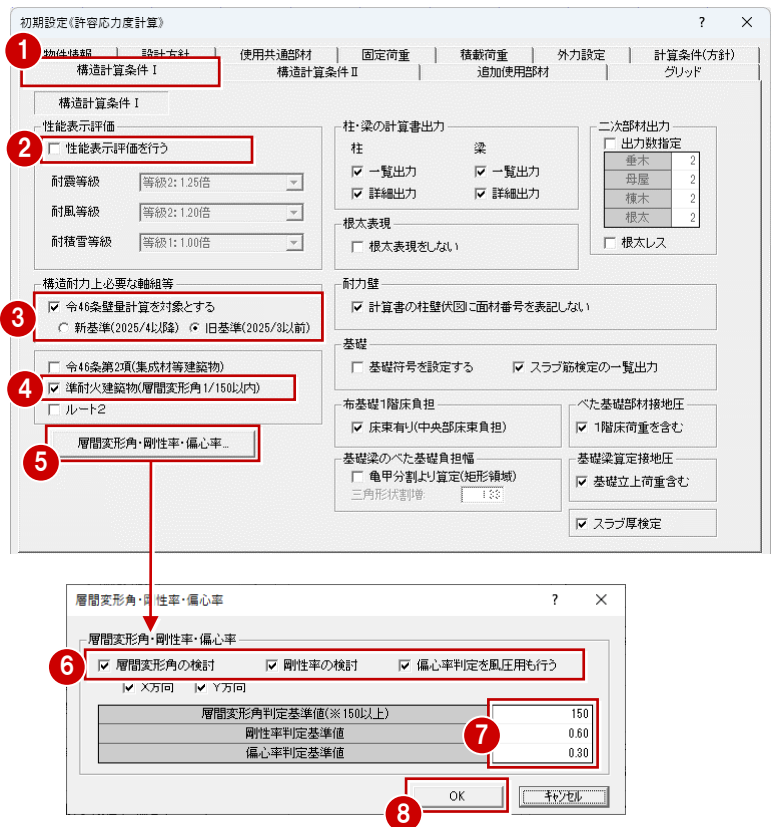 初期設定《許容応力度計算》
? ×
物件情報 設計方針 使用共通部材 固定荷重 積載荷重 外力設定 計算条件(方針)
1
構造計算条件Ⅰ 構造計算条件Ⅱ 追加使用部材 グリッド
構造計算条件Ⅰ
性能表示評価
2
性能表示評価を行う
耐震等級 等級2:1.25倍
耐風等級 等級2:1.20倍
耐積雪等級 等級1:1.00倍
構造耐力上必要な軸組等
3
令46条壁量計算を対象とする
新基準(2025/4以降) 旧基準(2025/3以前)
令46条第2項(集成材等建築物)
4
準耐火建築物(層間変形角1/150以内)
ルート2
5
層間変形角・剛性率・偏心率...
柱・梁の計算書出力
柱 梁
一覧出力 一覧出力
詳細出力 詳細出力
根太表現
根太表現をしない
二次部材出力
出力数指定
垂木 2
母屋 2
棟木 2
根太 2
根太レス
耐力壁
計算書の柱壁伏図に面材番号を表記しない
基礎
基礎符号を設定する スラブ筋検定の一覧出力
布基礎1階床負担
床束有り(中央部床束負担)
べた基礎部材接地圧
1階床荷重を含む
基礎梁のべた基礎負担幅
亀甲分割より算定(矩形領域)
三角形状割増:
基礎梁算定接地圧
基礎立上荷重含む
スラブ厚検定
層間変形角・剛性率・偏心率
? ×
層間変形角・剛性率・偏心率
6
層間変形角の検討 剛性率の検討 偏心率判定を風圧用も行う
X方向 Y方向
層間変形角判定基準値(※150以上) 150
剛性率判定基準値 0.60
7
偏心率判定基準値 0.30
8
OK キャンセル